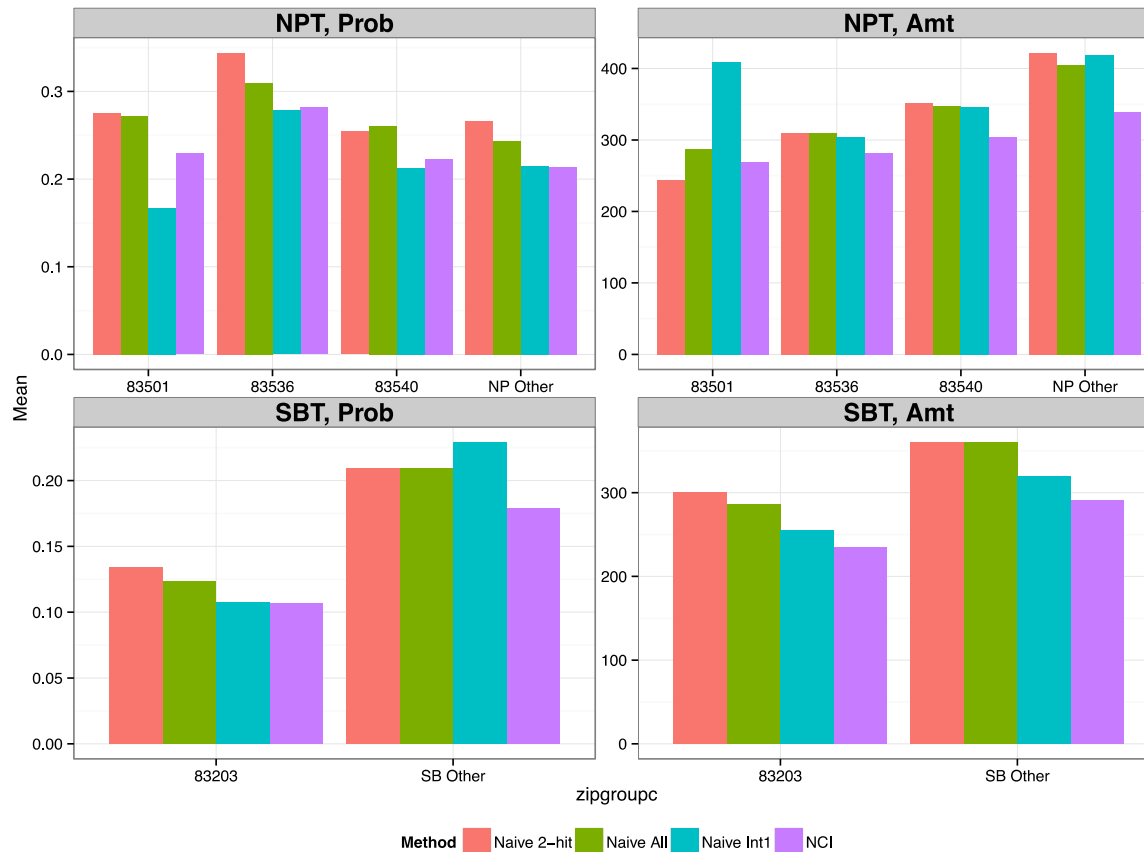 NPT, Prob
NPT, Amt
0.3
0.2
0.1
0.0
400
300
200
100
0
83501 83536 83540 NP Other
83501 83536 83540 NP Other
Mean
SBT, Prob
SBT, Amt
0.20
0.15
0.10
0.05
0.00
300
200
100
0
83203 SB Other
83203 SB Other
zipgroupc
Method Naive 2−hit Naive All Naive Int1 NCI